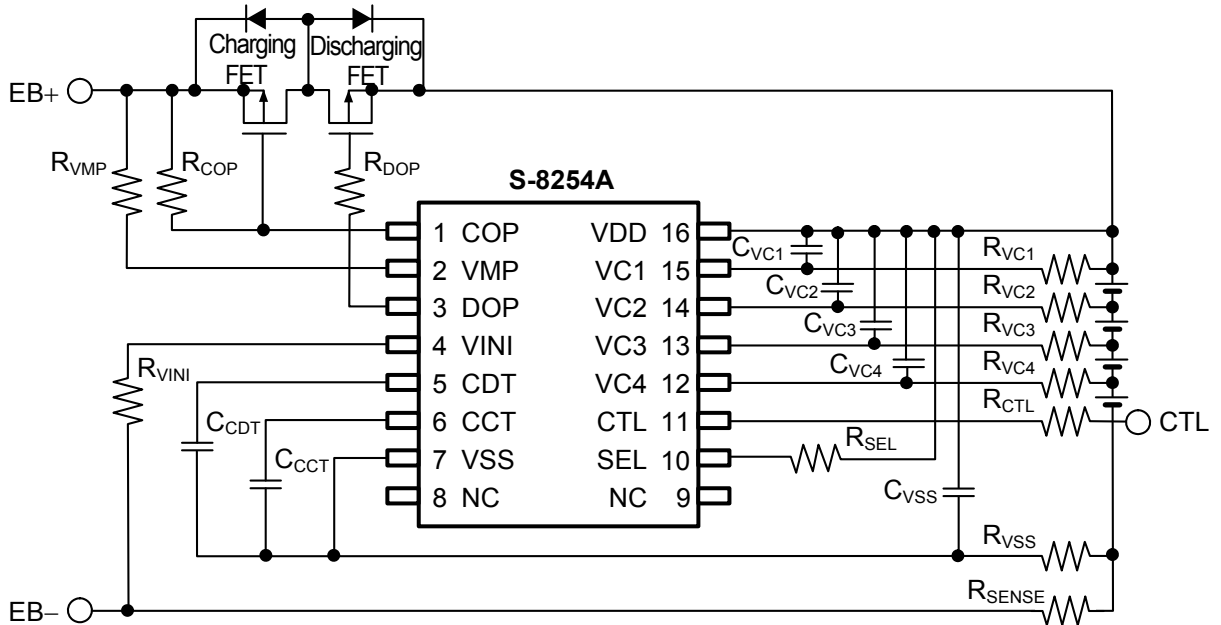 Charging Discharging
FET FET
EB+
RVMP
RCOP
RDOP
S-8254A
1 COP VDD 16
2 VMP VC1 15
3 DOP VC2 14
4 VINI VC3 13
5 CDT VC4 12
6 CCT CTL 11
7 VSS SEL 10
8 NC NC 9
CVC1
CVC2
CVC3
CVC4
RVC1
RVC2
RVC3
RVC4
RCTL
CTL
RSEL
RVINI
CCDT
CCCT
CVSS
RVSS
RSENSE
EB−